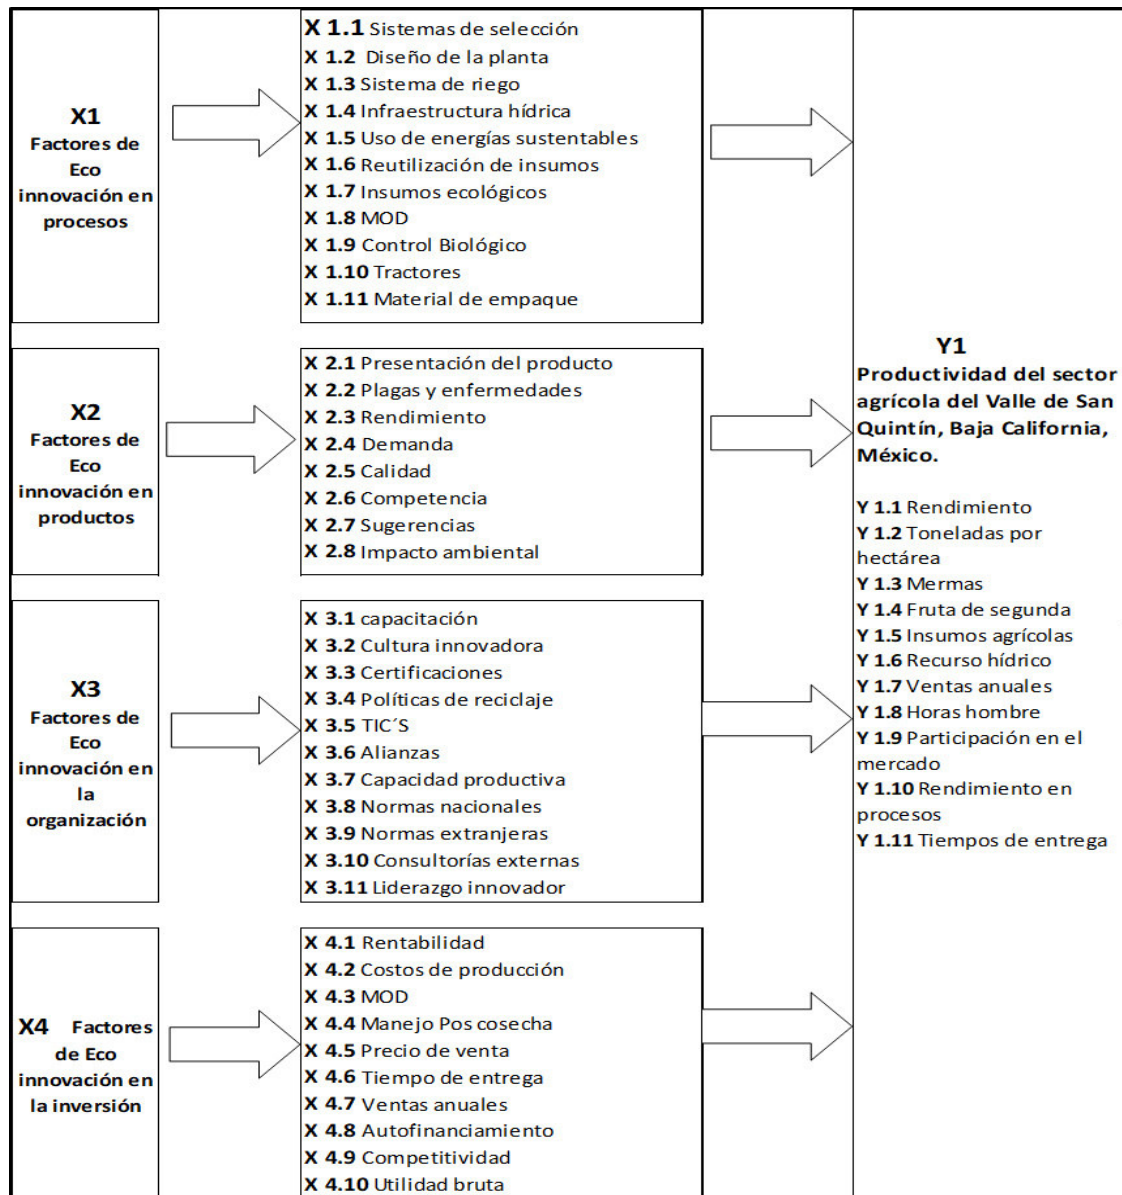 X1
Factores de
Eco
innovación en
procesos
X 1.1 Sistemas de selección
X 1.2 Diseño de la planta
X 1.3 Sistema de riego
X 1.4 Infraestructura hídrica
X 1.5 Uso de energías sustentables
X 1.6 Reutilización de insumos
X 1.7 Insumos ecológicos
X 1.8 MOD
X 1.9 Control Biológico
X 1.10 Tractores
X 1.11 Material de empaque
X2
Factores de
Eco
innovación en
productos
X 2.1 Presentación del producto
X 2.2 Plagas y enfermedades
X 2.3 Rendimiento
X 2.4 Demanda
X 2.5 Calidad
X 2.6 Competencia
X 2.7 Sugerencias
X 2.8 Impacto ambiental
X3
Factores de
Eco
innovación en
la
organización
X 3.1 capacitación
X 3.2 Cultura innovadora
X 3.3 Certificaciones
X 3.4 Políticas de reciclaje
X 3.5 TIC´S
X 3.6 Alianzas
X 3.7 Capacidad productiva
X 3.8 Normas nacionales
X 3.9 Normas extranjeras
X 3.10 Consultorías externas
X 3.11 Liderazgo innovador
X4 Factores
de Eco
innovación en
la inversión
X 4.1 Rentabilidad
X 4.2 Costos de producción
X 4.3 MOD
X 4.4 Manejo Pos cosecha
X 4.5 Precio de venta
X 4.6 Tiempo de entrega
X 4.7 Ventas anuales
X 4.8 Autofinanciamiento
X 4.9 Competitividad
X 4.10 Utilidad bruta
Y1
Productividad del sector
agrícola del Valle de San
Quintín, Baja California,
México.
Y 1.1 Rendimiento
Y 1.2 Toneladas por
hectárea
Y 1.3 Mermas
Y 1.4 Fruta de segunda
Y 1.5 Insumos agrícolas
Y 1.6 Recurso hídrico
Y 1.7 Ventas anuales
Y 1.8 Horas hombre
Y 1.9 Participación en el
mercado
Y 1.10 Rendimiento en
procesos
Y 1.11 Tiempos de entrega